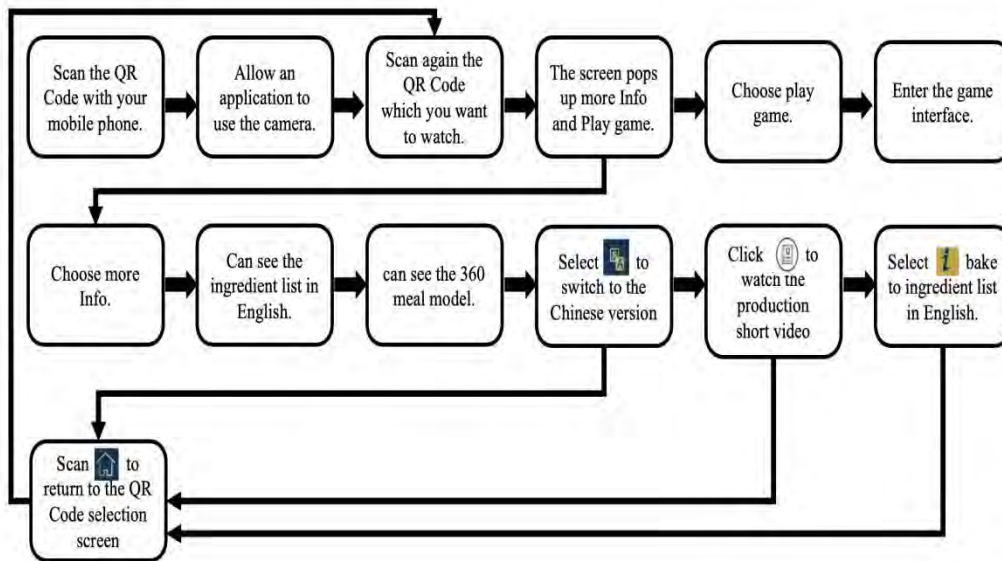 Scan the QR
Code with your
mobile phone.
Allow an
application to
use the camera.
Scan again the
QR Code
which you want
to watch.
The screen pops
up more Info
and Play game.
Choose play
game.
Enter the game
interface.
Choose more
Info.
Can see the
ingredient list in
English.
can see the 360
meal model.
Select to
switch to the
Chinese version
Click to
watch the
production
short video
Select i bake
to ingredient list
in English.
Scan to
return to the QR
Code selection
screen